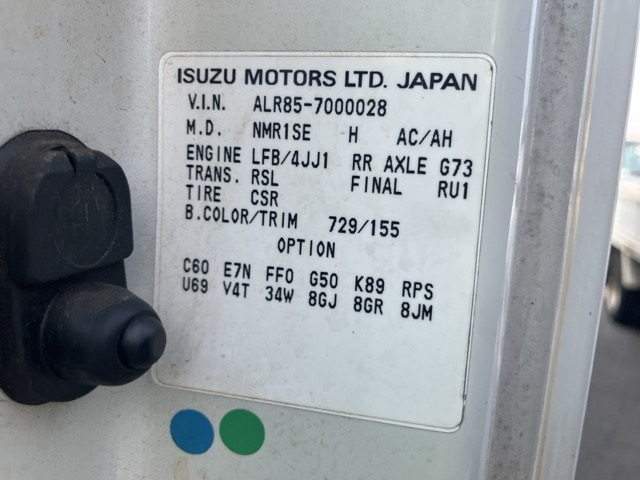 ISUZU MOTORS LTD. JAPAN
V.I.N. ALR85-7000028
M.D. NMR1SE H AC/AH
ENGINE LFB/4JJ1 RR AXLE G73
TRANS. RSL FINAL RU1
TIRE CSR
B.COLOR/TRIM 729/155
OPTION
C60 E7N FF0 G50 K89 RPS
U69 V4T 34W 8GJ 8GR 8JM